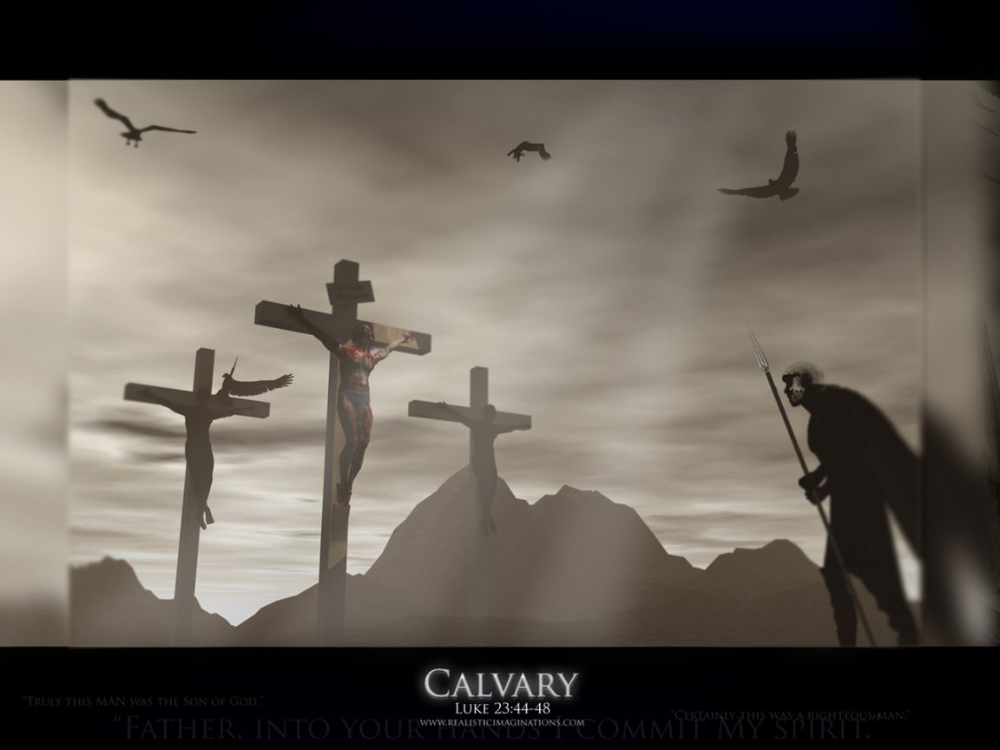 CALVARY
LUKE 23:44-48
WWW.REALISTICIMAGINATIONS.COM
"TRULY THIS MAN WAS THE SON OF GOD."
"CERTAINLY THIS WAS A RIGHTEOUS MAN."
"FATHER, INTO YOUR HANDS I COMMIT MY SPIRIT."